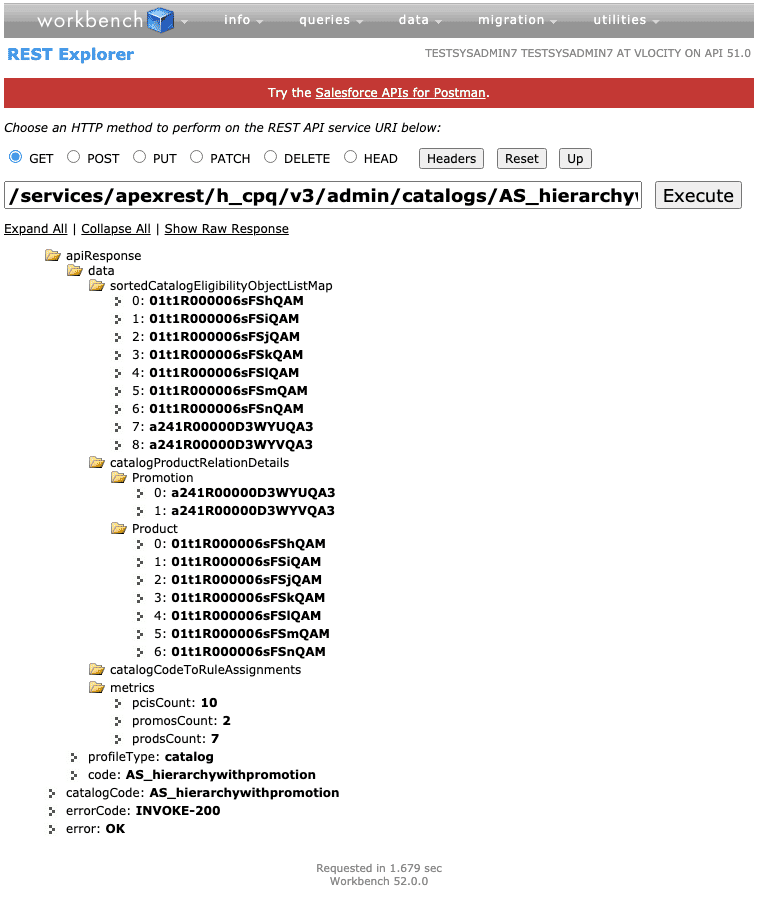 workbench info queries data migration utilities
REST Explorer TESTSYSADMIN7 TESTSYSADMIN7 AT VLOCITY ON API 51.0
Try the Salesforce APIs for Postman.
Choose an HTTP method to perform on the REST API service URI below:
GET POST PUT PATCH DELETE HEAD Headers Reset Up
/services/apexrest/h_cpq/v3/admin/catalogs/AS_hierarchyw Execute
Expand All | Collapse All | Show Raw Response
apiResponse
data
sortedCatalogEligibilityObjectListMap
0: 01t1R000006sFShQAM
1: 01t1R000006sFSiQAM
2: 01t1R000006sFSjQAM
3: 01t1R000006sFSkQAM
4: 01t1R000006sFSlQAM
5: 01t1R000006sFSmQAM
6: 01t1R000006sFSnQAM
7: a241R00000D3WYUQA3
8: a241R00000D3WYVQA3
catalogProductRelationDetails
Promotion
0: a241R00000D3WYUQA3
1: a241R00000D3WYVQA3
Product
0: 01t1R000006sFShQAM
1: 01t1R000006sFSiQAM
2: 01t1R000006sFSjQAM
3: 01t1R000006sFSkQAM
4: 01t1R000006sFSlQAM
5: 01t1R000006sFSmQAM
6: 01t1R000006sFSnQAM
catalogCodeToRuleAssignments
metrics
pcisCount: 10
promosCount: 2
prodsCount: 7
profileType: catalog
code: AS_hierarchywithpromotion
catalogCode: AS_hierarchywithpromotion
errorCode: INVOKE-200
error: OK
Requested in 1.679 sec
Workbench 52.0.0